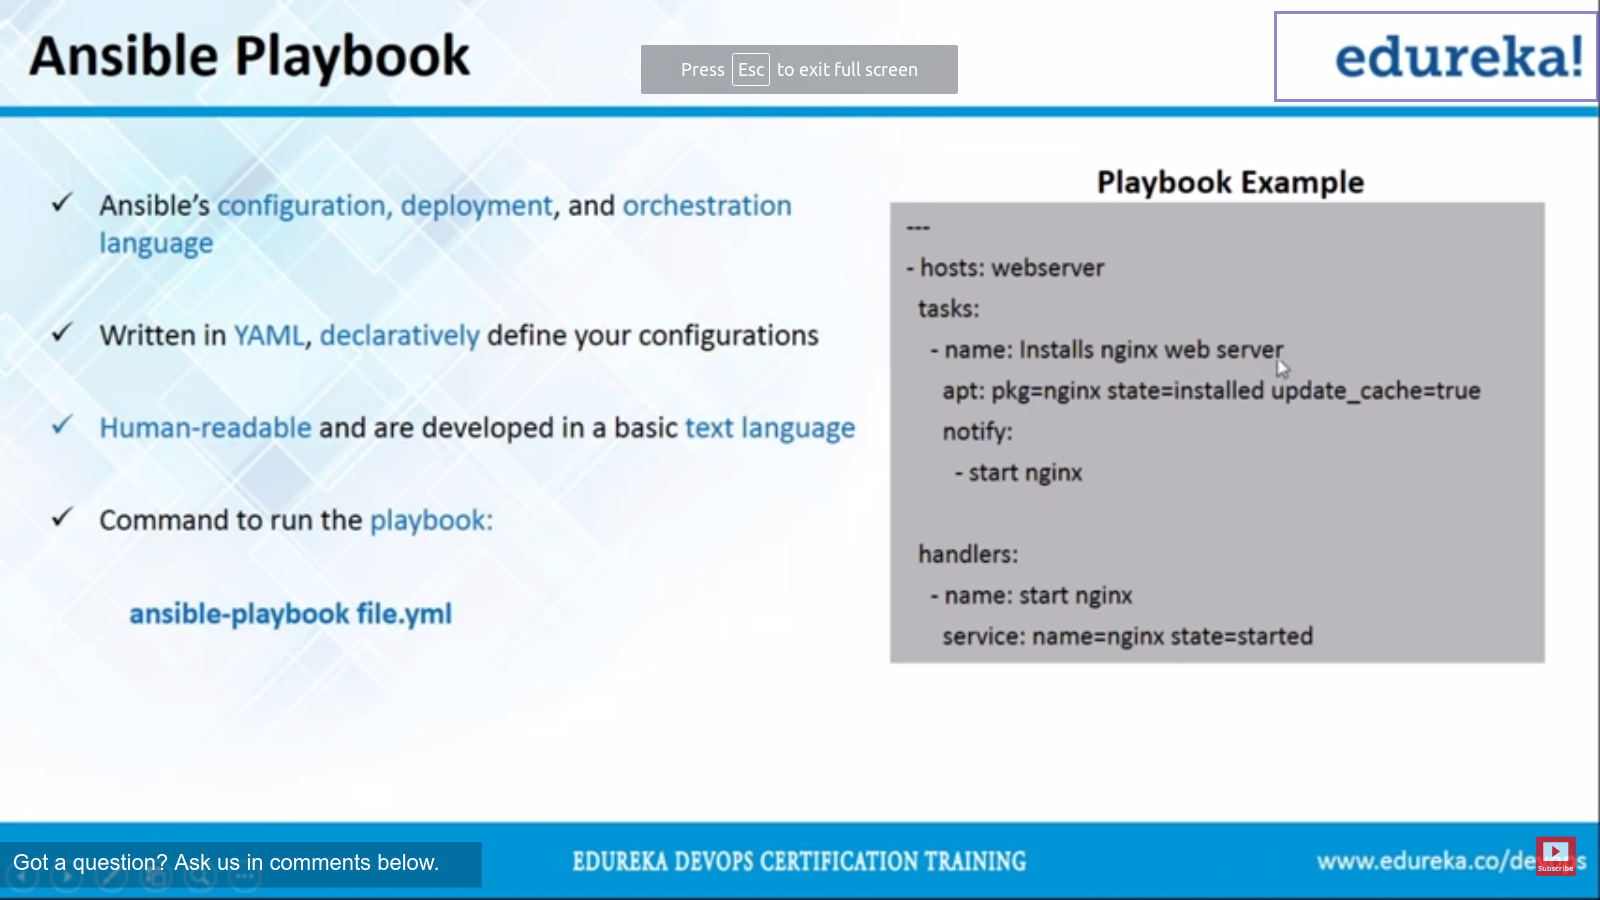 Ansible Playbook
Press Esc to exit full screen
edureka!
✓ Ansible's configuration, deployment, and orchestration
language
✓ Written in YAML, declaratively define your configurations
✓ Human-readable and are developed in a basic text language
✓ Command to run the playbook:
ansible-playbook file.yml
Playbook Example
---
- hosts: webserver
tasks:
- name: Installs nginx web server
apt: pkg=nginx state=installed update_cache=true
notify:
- start nginx
handlers:
- name: start nginx
service: name=nginx state=started
Got a question? Ask us in comments below.
EDUREKA DEVOPS CERTIFICATION TRAINING
www.edureka.co/devops
Subscribe